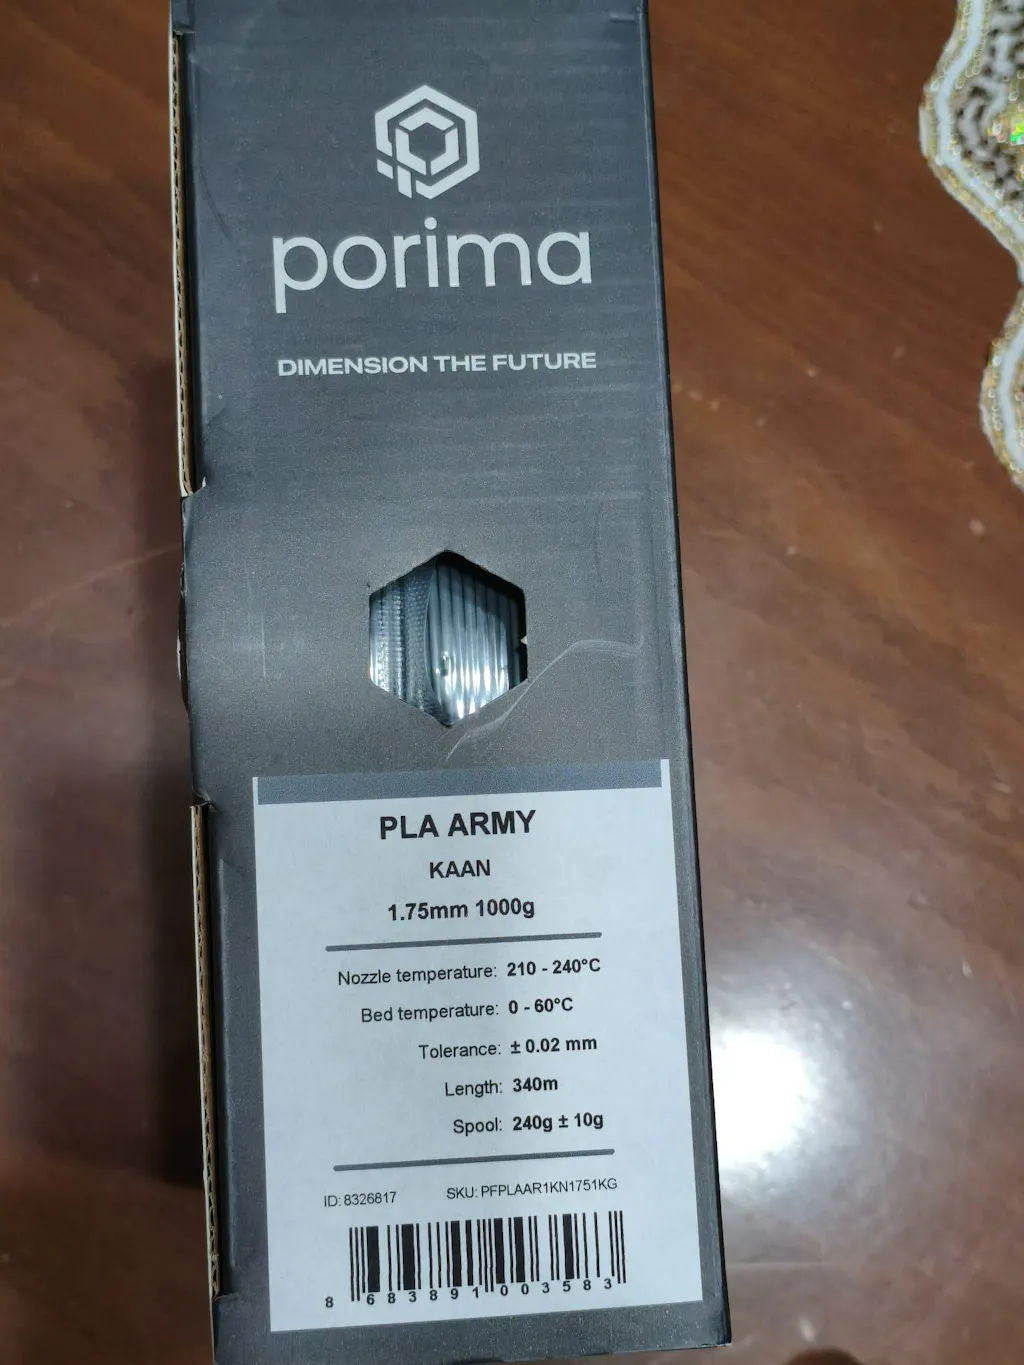 porima
DIMENSION THE FUTURE
PLA ARMY
KAAN
1.75mm 1000g
Nozzle temperature: 210 - 240°C
Bed temperature: 0 - 60°C
Tolerance: ± 0.02 mm
Length: 340m
Spool: 240g ± 10g
ID: 8326817 SKU: PFPLAAR1KN1751KG
8 683891 003583